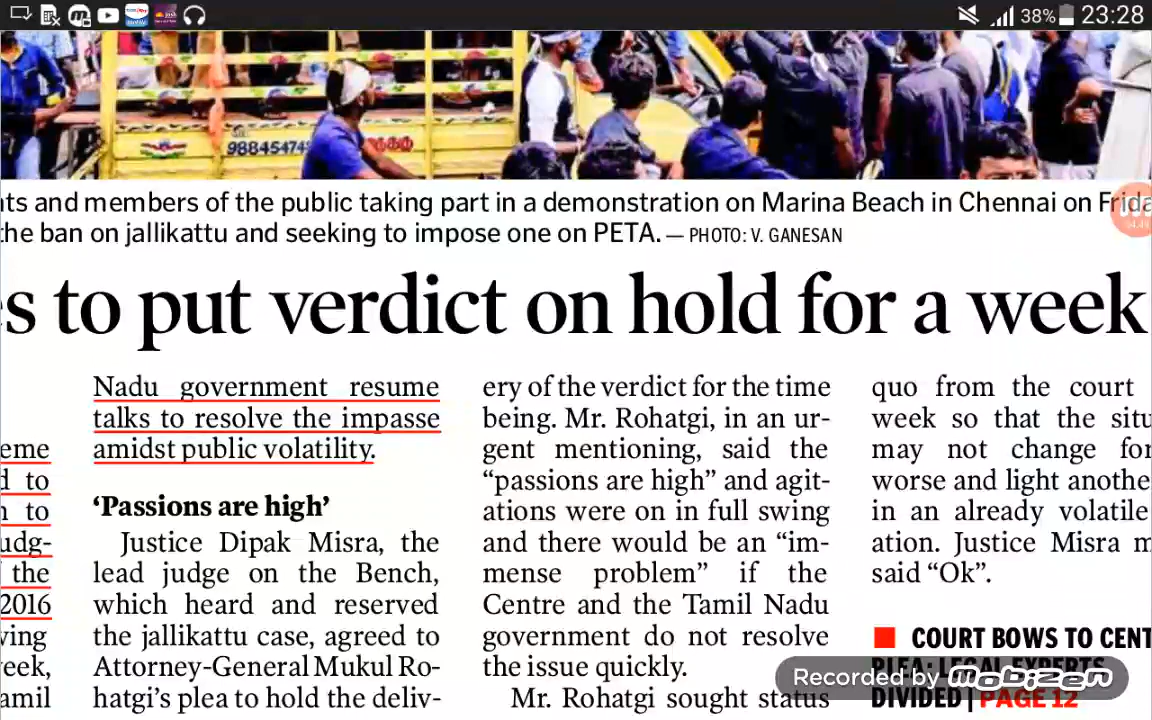 38% 23:28
98845474
nts and members of the public taking part in a demonstration on Marina Beach in Chennai on Frida
the ban on jallikattu and seeking to impose one on PETA. — PHOTO: V. GANESAN
04:49
es to put verdict on hold for a week
eme
d to
n to
udg-
the
2016
ving
eek,
amil
Nadu government resume
talks to resolve the impasse
amidst public volatility.
‘Passions are high’
Justice Dipak Misra, the
lead judge on the Bench,
which heard and reserved
the jallikattu case, agreed to
Attorney-General Mukul Ro-
hatgi’s plea to hold the deliv-
ery of the verdict for the time
being. Mr. Rohatgi, in an ur-
gent mentioning, said the
“passions are high” and agit-
ations were on in full swing
and there would be an “im-
mense problem” if the
Centre and the Tamil Nadu
government do not resolve
the issue quickly.
Mr. Rohatgi sought status
quo from the court
week so that the situ
may not change for
worse and light anothe
in an already volatile
ation. Justice Misra m
said “Ok”.
COURT BOWS TO CENT
PLEA; LEGAL EXPERTS
DIVIDED | PAGE 12
Recorded by mobizen